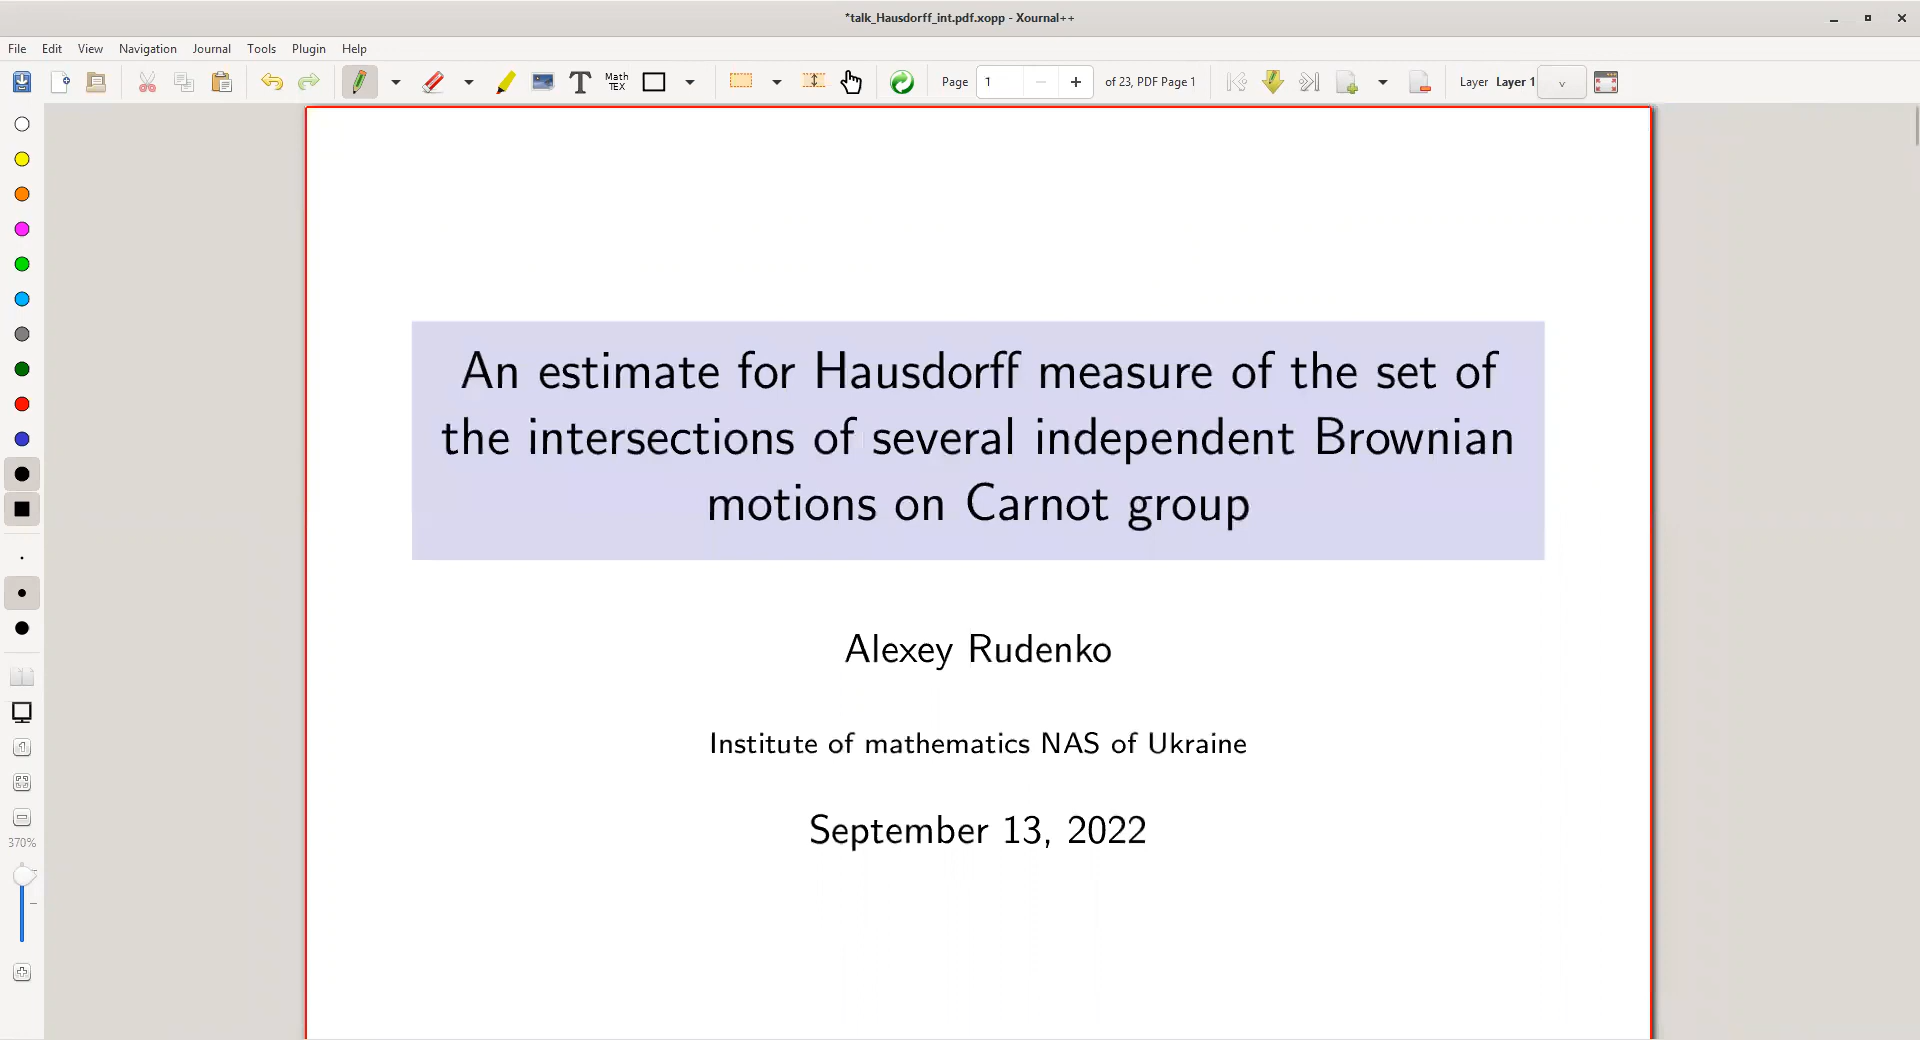 *talk_Hausdorff_int.pdf.xopp - Xournal++
File Edit View Navigation Journal Tools Plugin Help
Math TEX
Page 1 of 23, PDF Page 1
Layer Layer 1
An estimate for Hausdorff measure of the set of
the intersections of several independent Brownian
motions on Carnot group
Alexey Rudenko
Institute of mathematics NAS of Ukraine
September 13, 2022
370%